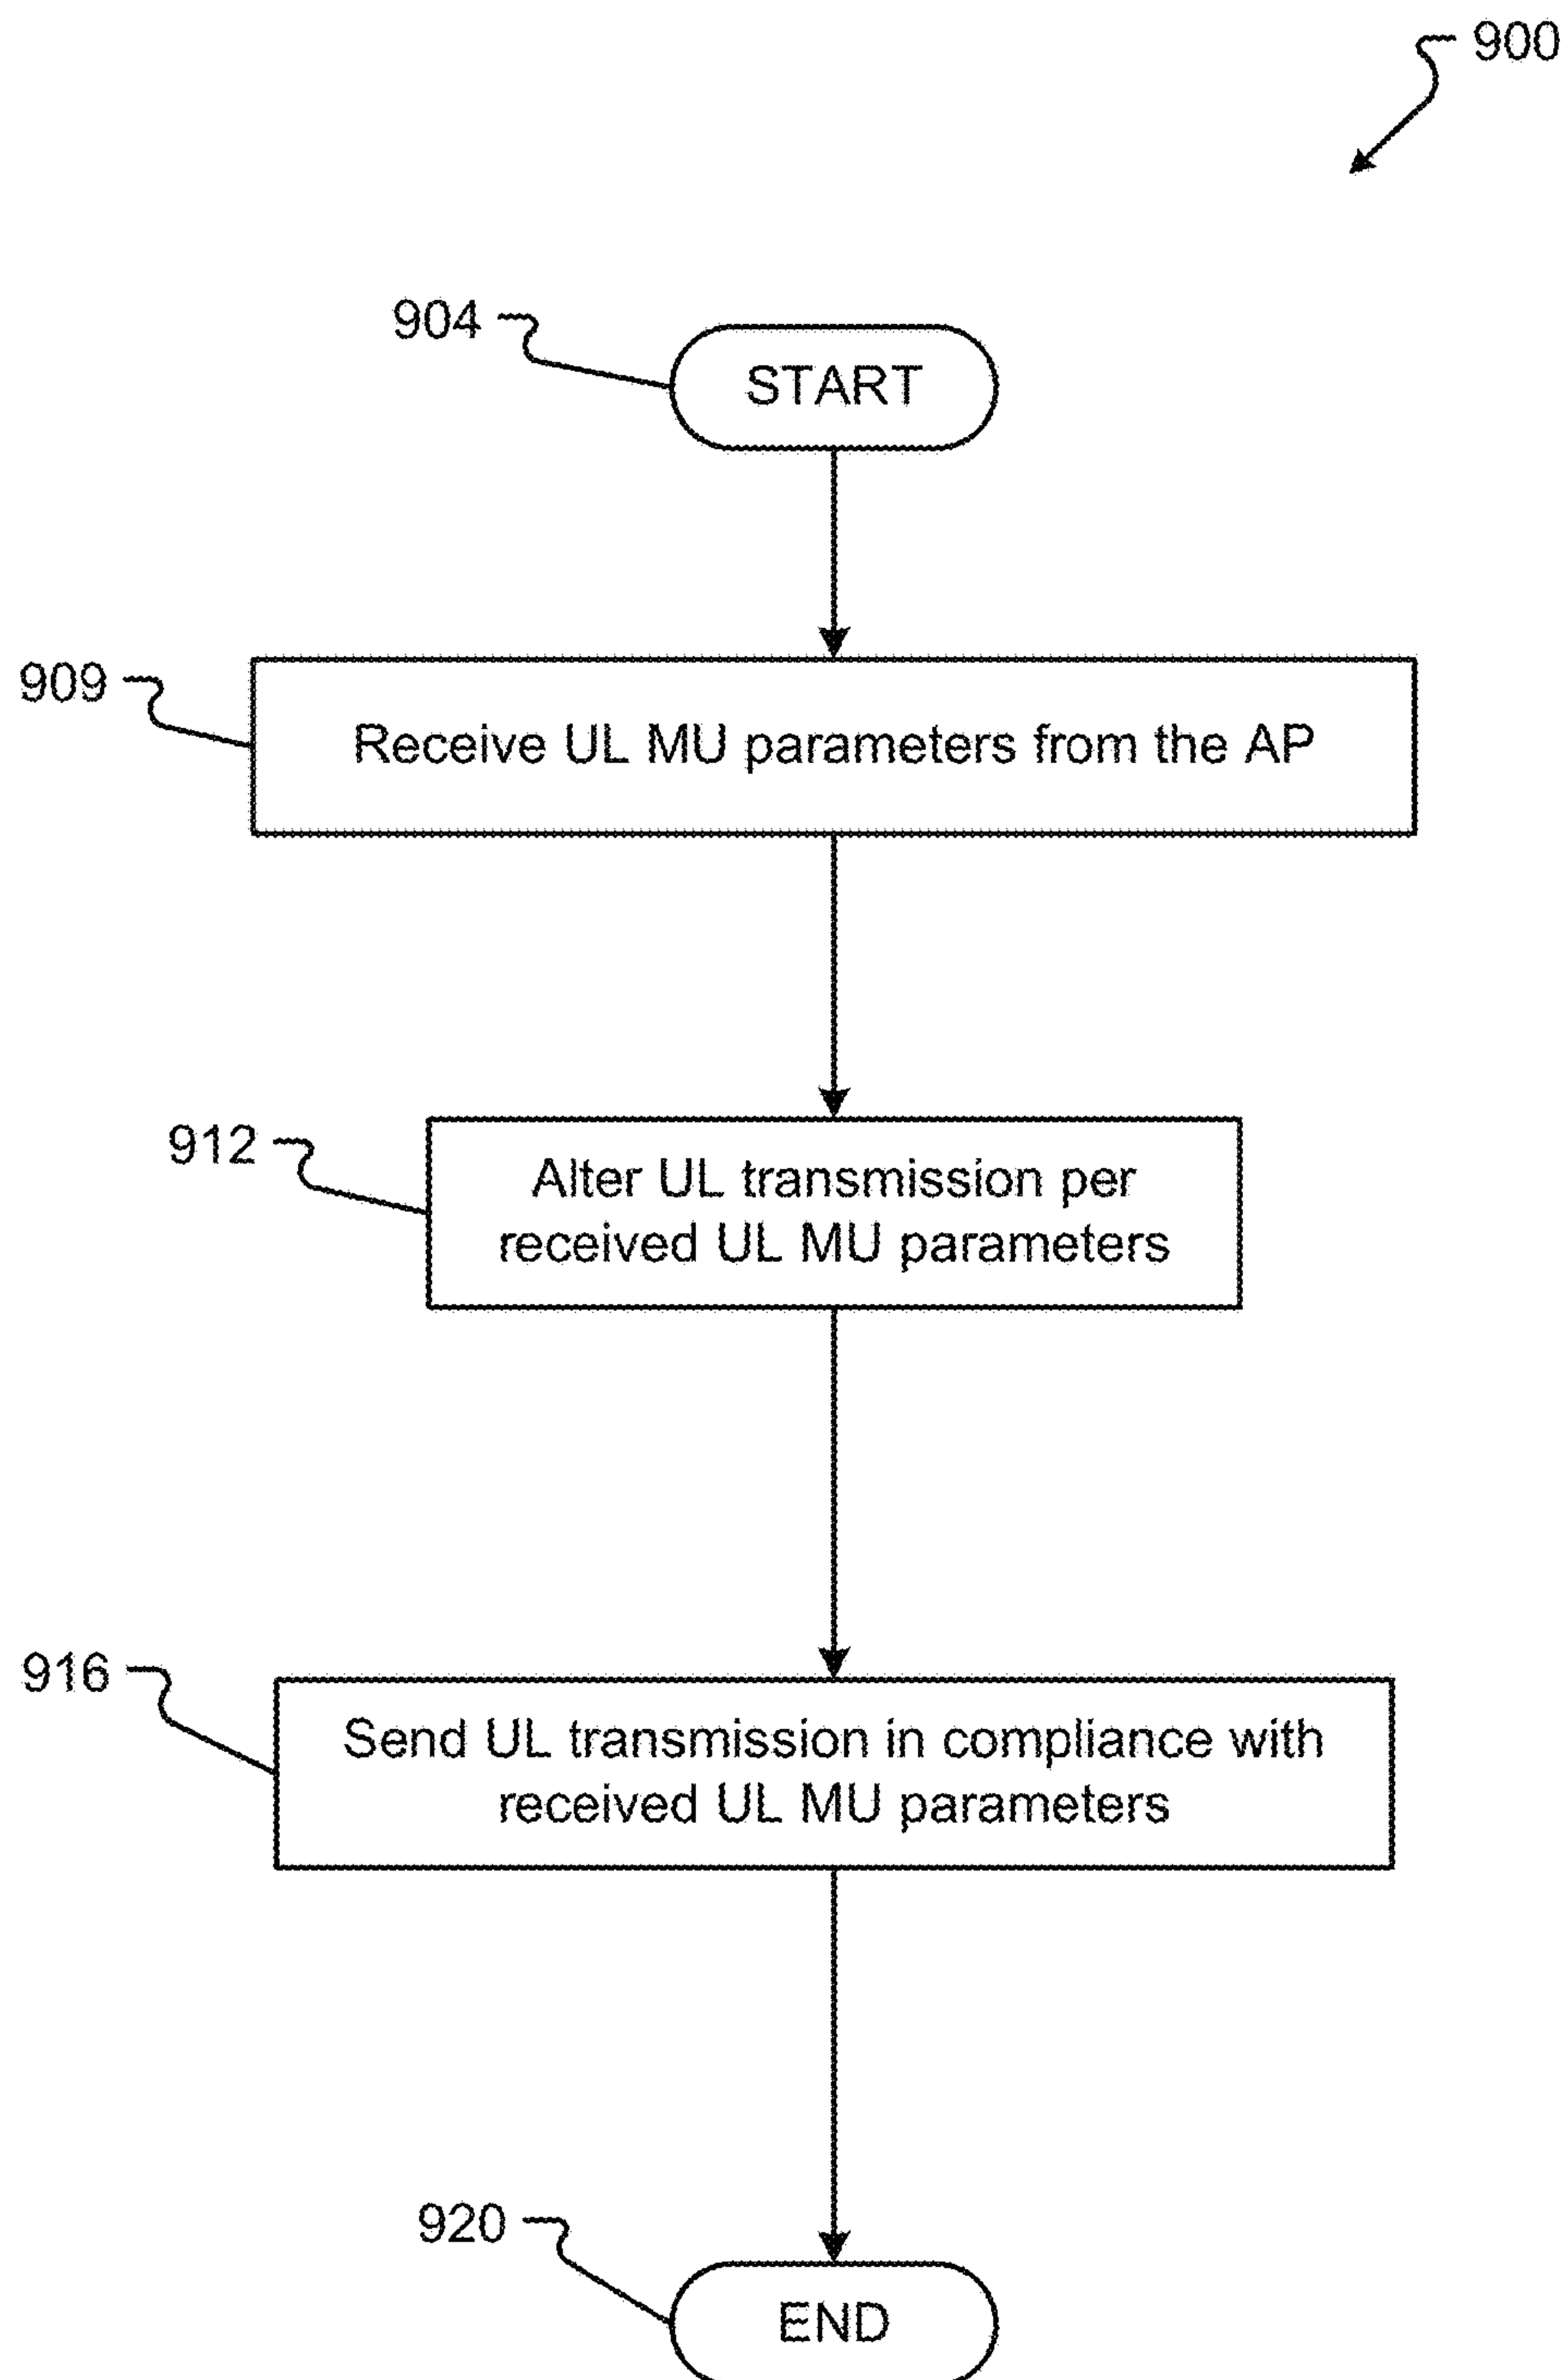 900
904
START
909
Receive UL MU parameters from the AP
912
Alter UL transmission per
received UL MU parameters
916
Send UL transmission in compliance with
received UL MU parameters
920
END